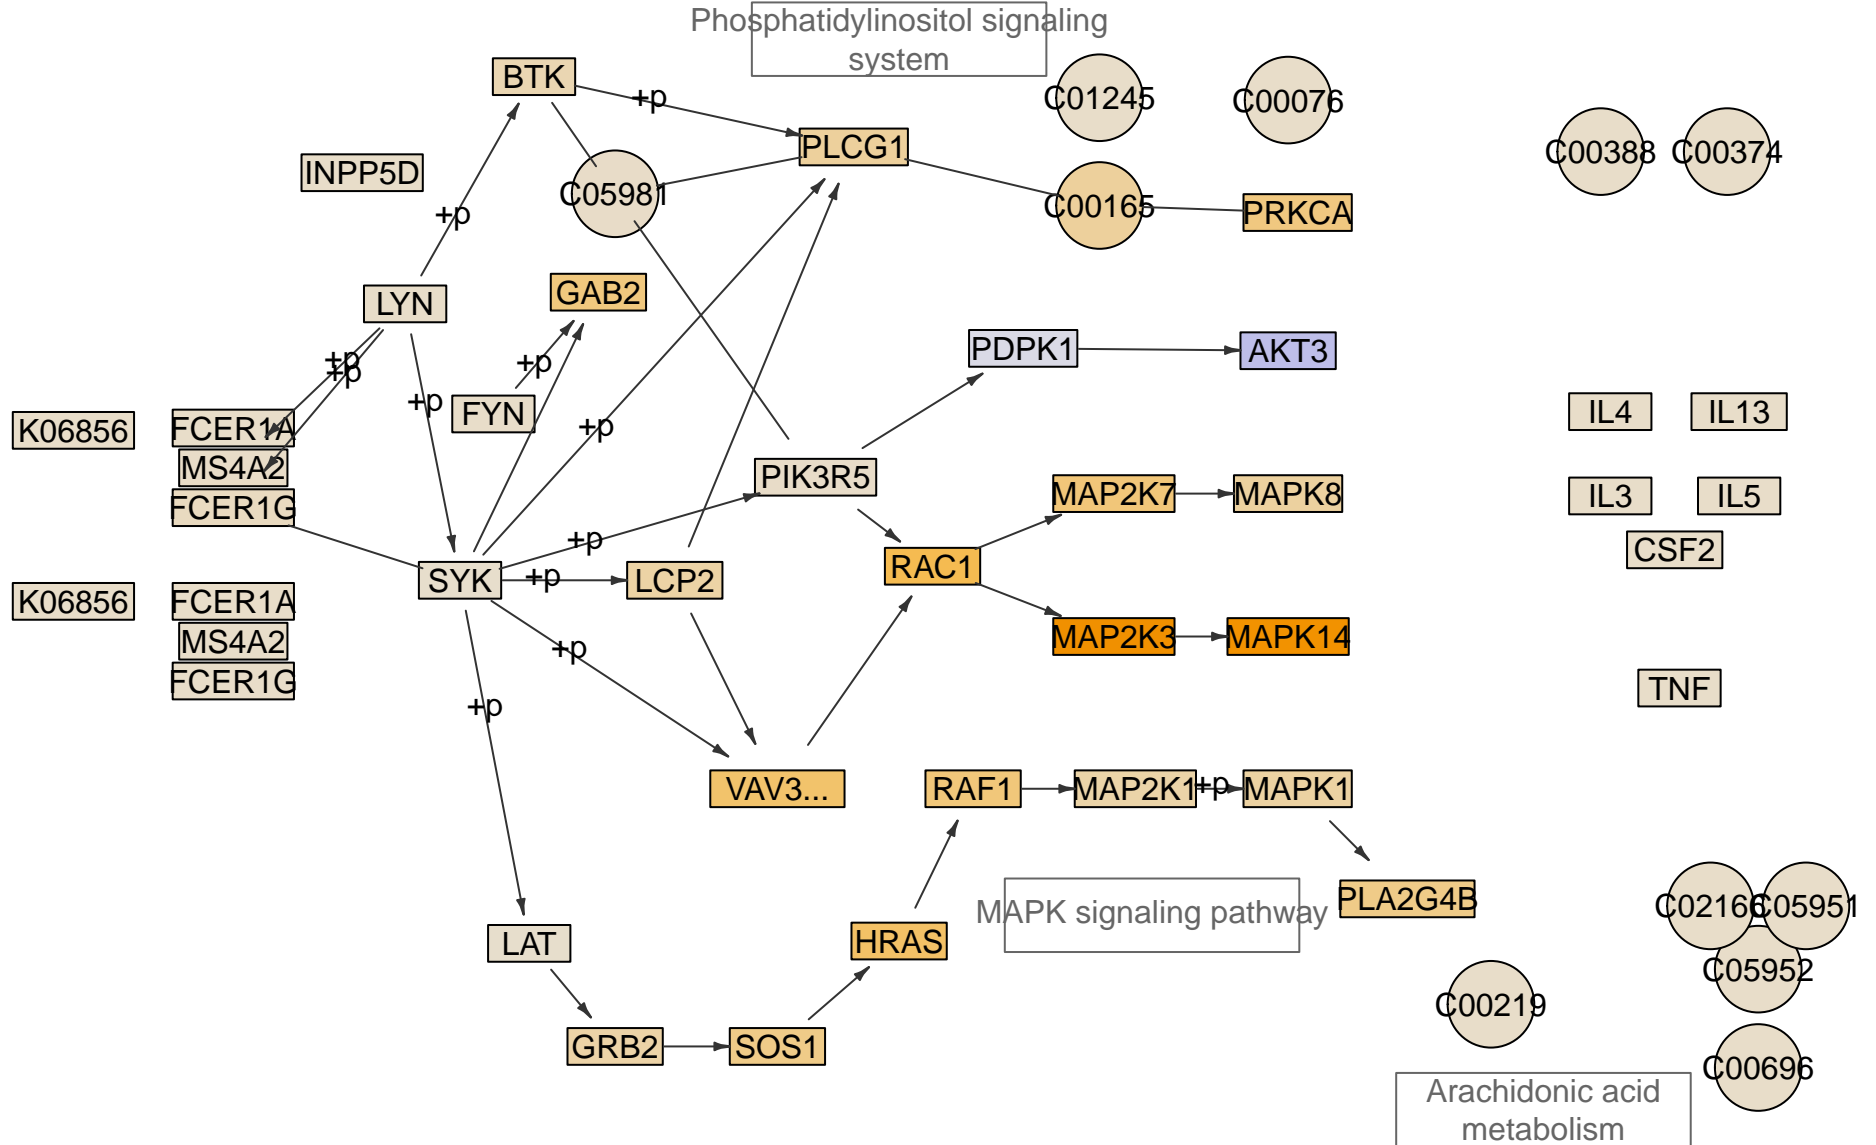 Phosphatidylinositol signaling
system
BTK
+p
C01245
C00076
PLCG1
C00388
C00374
INPP5D
C05981
C00165
PRKCA
+p
LYN
GAB2
PDPK1
AKT3
+p
+p
+p
+p
FYN
+p
K06856
FCER1A
MS4A2
FCER1G
IL4
IL13
PIK3R5
MAP2K7
MAPK8
IL3
IL5
CSF2
+p
SYK
+p
LCP2
RAC1
K06856
FCER1A
MS4A2
FCER1G
+p
MAP2K3
MAPK14
TNF
+p
VAV3...
RAF1
MAP2K1
+p
MAPK1
PLA2G4B
MAPK signaling pathway
C02166
C05951
C05952
LAT
HRAS
C00219
GRB2
SOS1
C00696
Arachidonic acid
metabolism